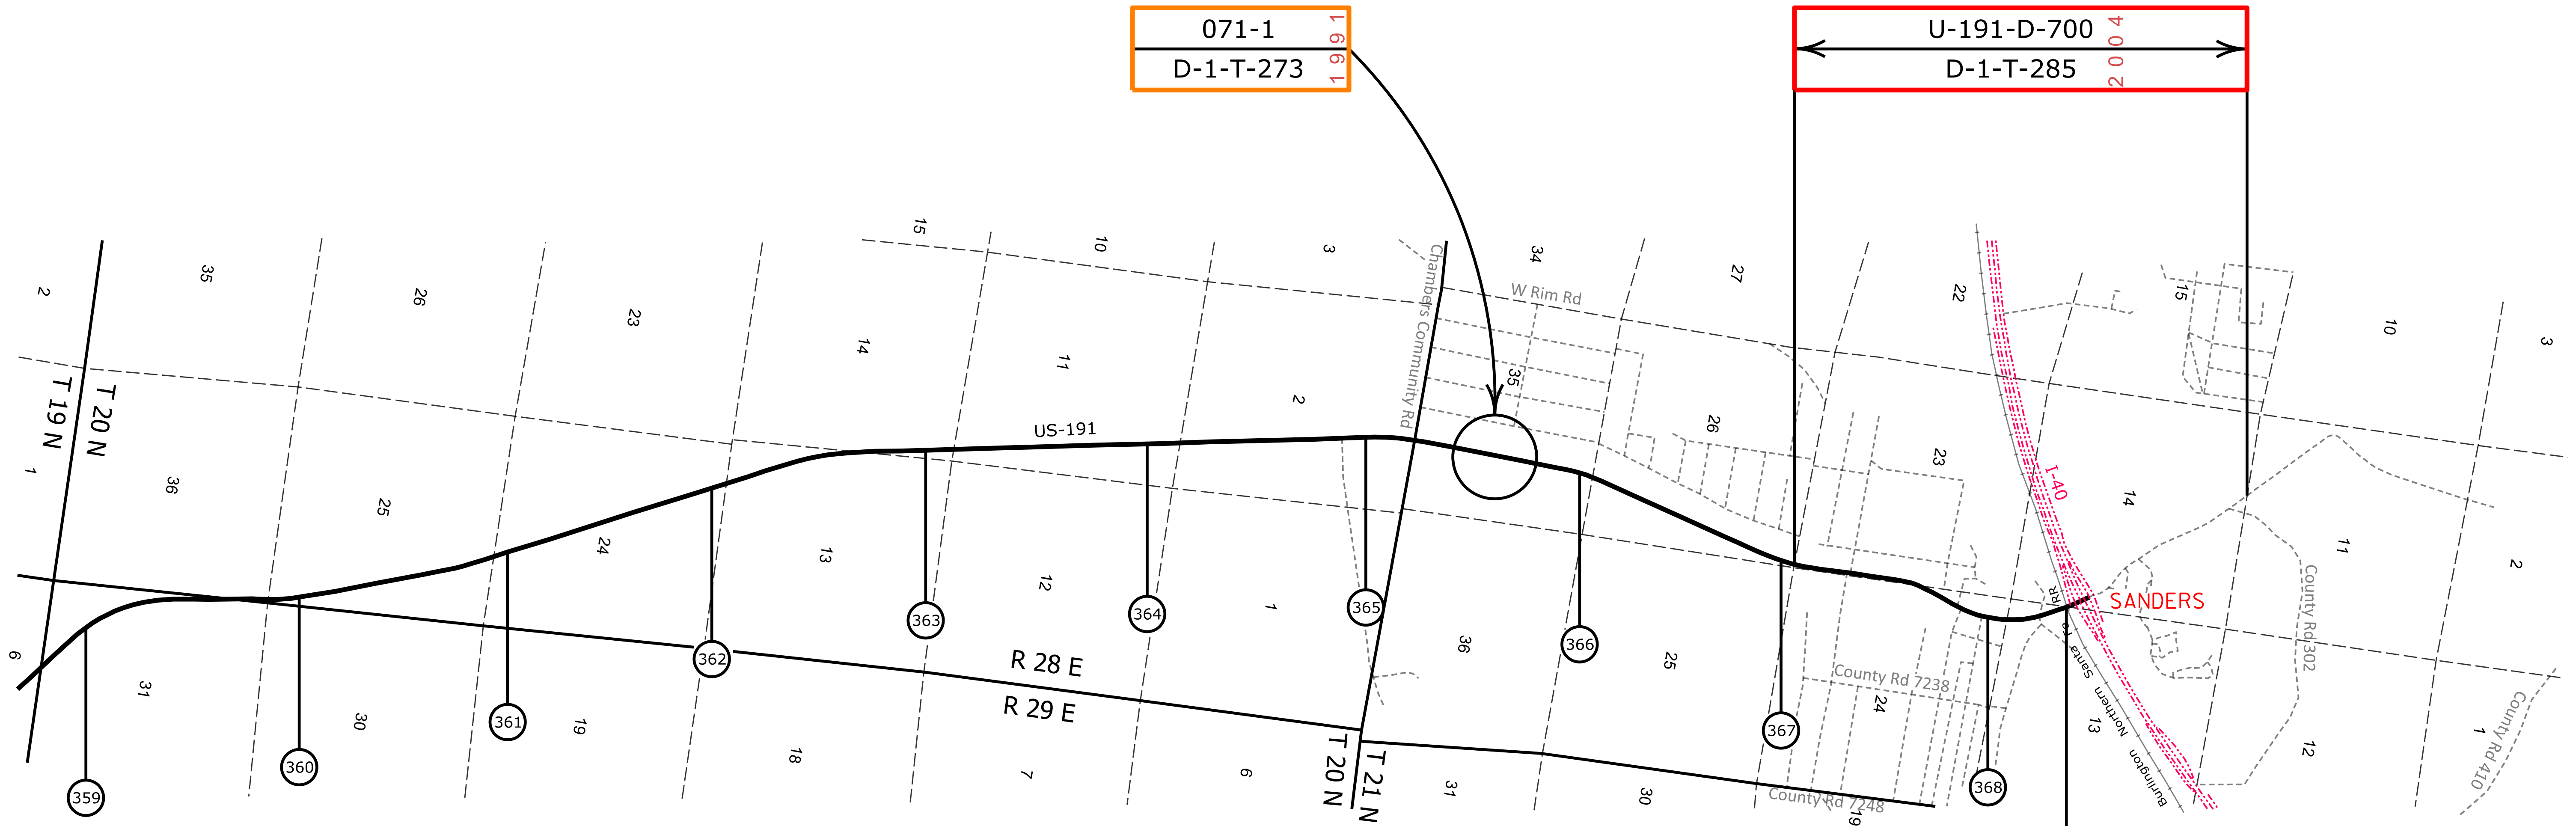 071-1
D-1-T-273
1991
U-191-D-700
D-1-T-285
2004
15
10
3
34
27
22
15
10
3
2
35
26
23
14
11
2
35
26
23
14
11
2
Chambers Community Rd
W Rim Rd
T 19 N
T 20 N
US-191
I-40
SANDERS
RR
Burlington Northern Santa Fe
County Rd 302
County Rd 410
1
36
25
24
13
12
1
36
25
24
13
12
1
R 28 E
R 29 E
County Rd 7238
County Rd 7248
6
31
30
19
18
7
6
31
30
19
T 20 N
T 21 N
359
360
361
362
363
364
365
366
367
368